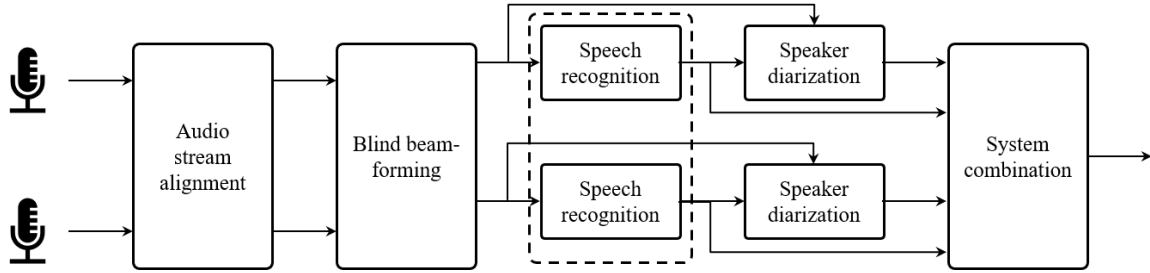 Audio
stream
alignment
Blind beam-
forming
Speech
recognition
Speaker
diarization
Speech
recognition
Speaker
diarization
System
combination